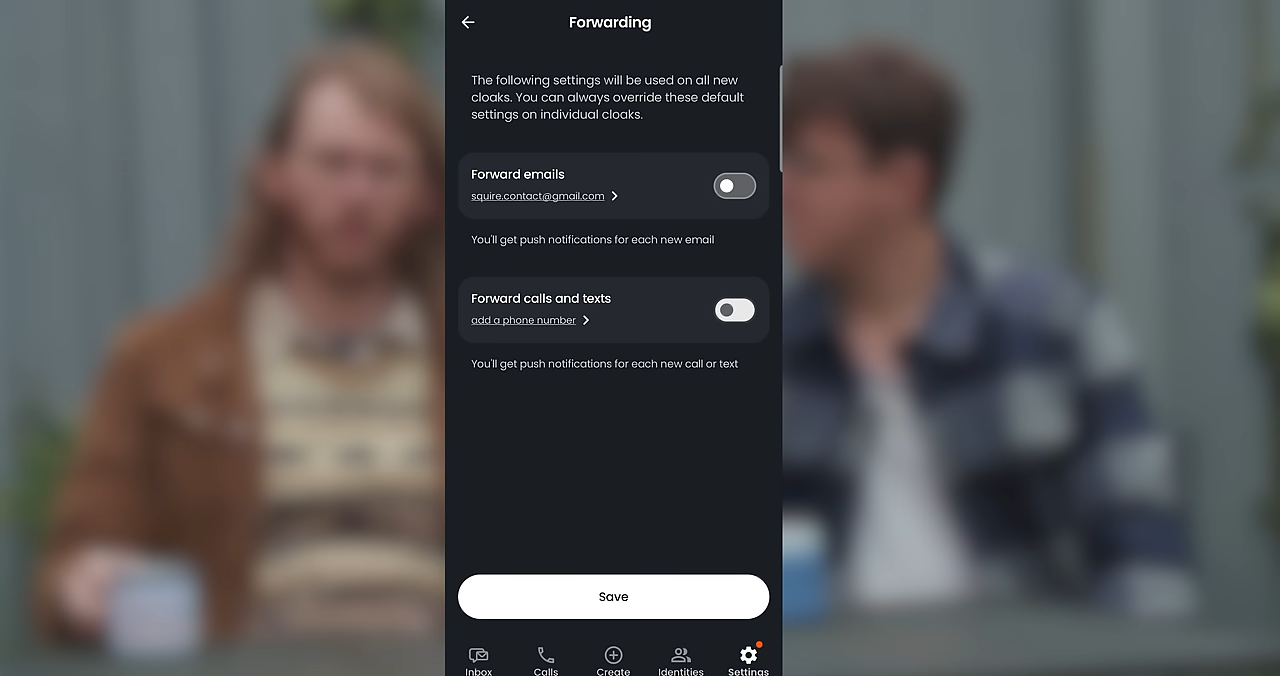 Forwarding
The following settings will be used on all new
cloaks. You can always override these default
settings on individual cloaks.
Forward emails
squire.contact@gmail.com
You'll get push notifications for each new email
Forward calls and texts
add a phone number
You'll get push notifications for each new call or text
Save
Inbox Calls Create Identities Settings